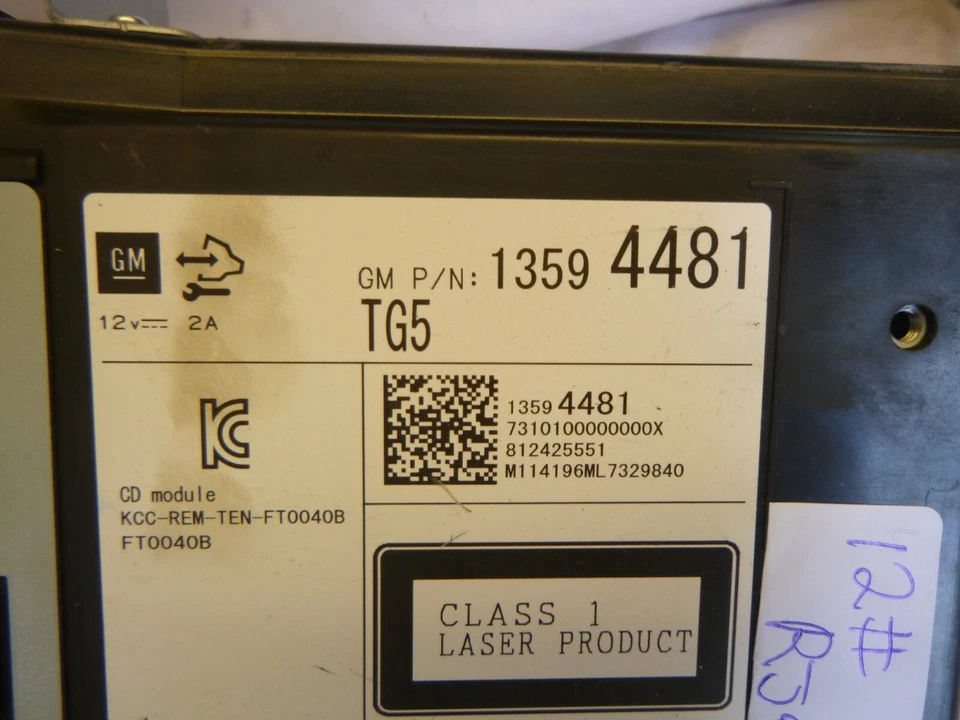 GM
GM P/N: 1359 4481
12v 2A
TG5
1359 4481
7310100000000X
812425551
M114196ML7329840
CD module
KCC-REM-TEN-FT0040B
FT0040B
CLASS 1
LASER PRODUCT
12#